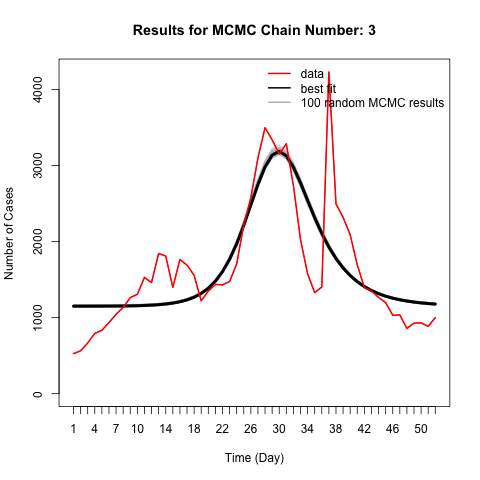 Results for MCMC Chain Number: 3
data
best fit
100 random MCMC results
4000
3000
2000
1000
0
Number of Cases
1 4 7 10 14 18 22 26 30 34 38 42 46 50
Time (Day)